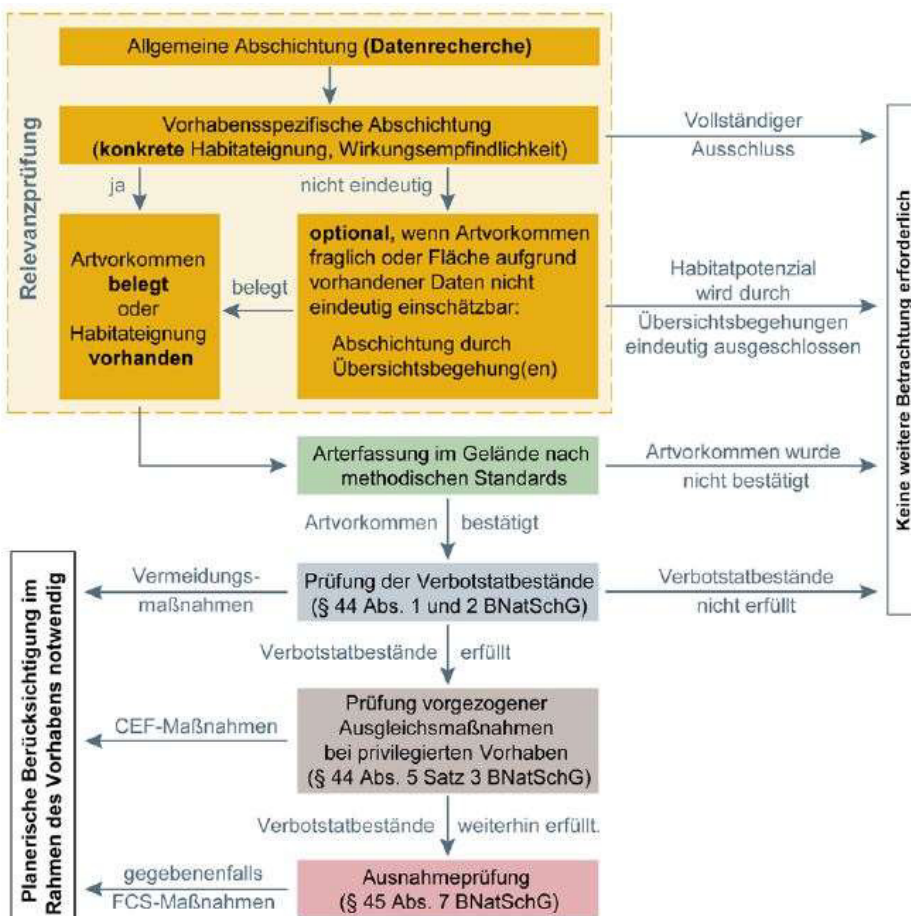 Allgemeine Abschichtung (Datenrecherche)
Relevanzprüfung
Vorhabensspezifische Abschichtung
(konkrete Habitateignung, Wirkungsempfindlichkeit)
Vollständiger
Ausschluss
ja
nicht eindeutig
Artvorkommen
belegt
oder
Habitateignung
vorhanden
belegt
optional, wenn Artvorkommen
fraglich oder Fläche aufgrund
vorhandener Daten nicht
eindeutig einschätzbar:
Abschichtung durch
Übersichtsbegehung(en)
Habitatpotenzial
wird durch
Übersichtsbegehungen
eindeutig ausgeschlossen
Keine weitere Betrachtung erforderlich
Arterfassung im Gelände nach
methodischen Standards
Artvorkommen wurde
nicht bestätigt
Artvorkommen bestätigt
Vermeidungs-
maßnahmen
Prüfung der Verbotstatbestände
(§ 44 Abs. 1 und 2 BNatSchG)
Verbotstatbestände
nicht erfüllt
Verbotstatbestände erfüllt
Planerische Berücksichtigung im
Rahmen des Vorhabens notwendig
CEF-Maßnahmen
Prüfung vorgezogener
Ausgleichsmaßnahmen
bei privilegierten Vorhaben
(§ 44 Abs. 5 Satz 3 BNatSchG)
Verbotstatbestände weiterhin erfüllt.
gegebenenfalls
FCS-Maßnahmen
Ausnahmeprüfung
(§ 45 Abs. 7 BNatSchG)